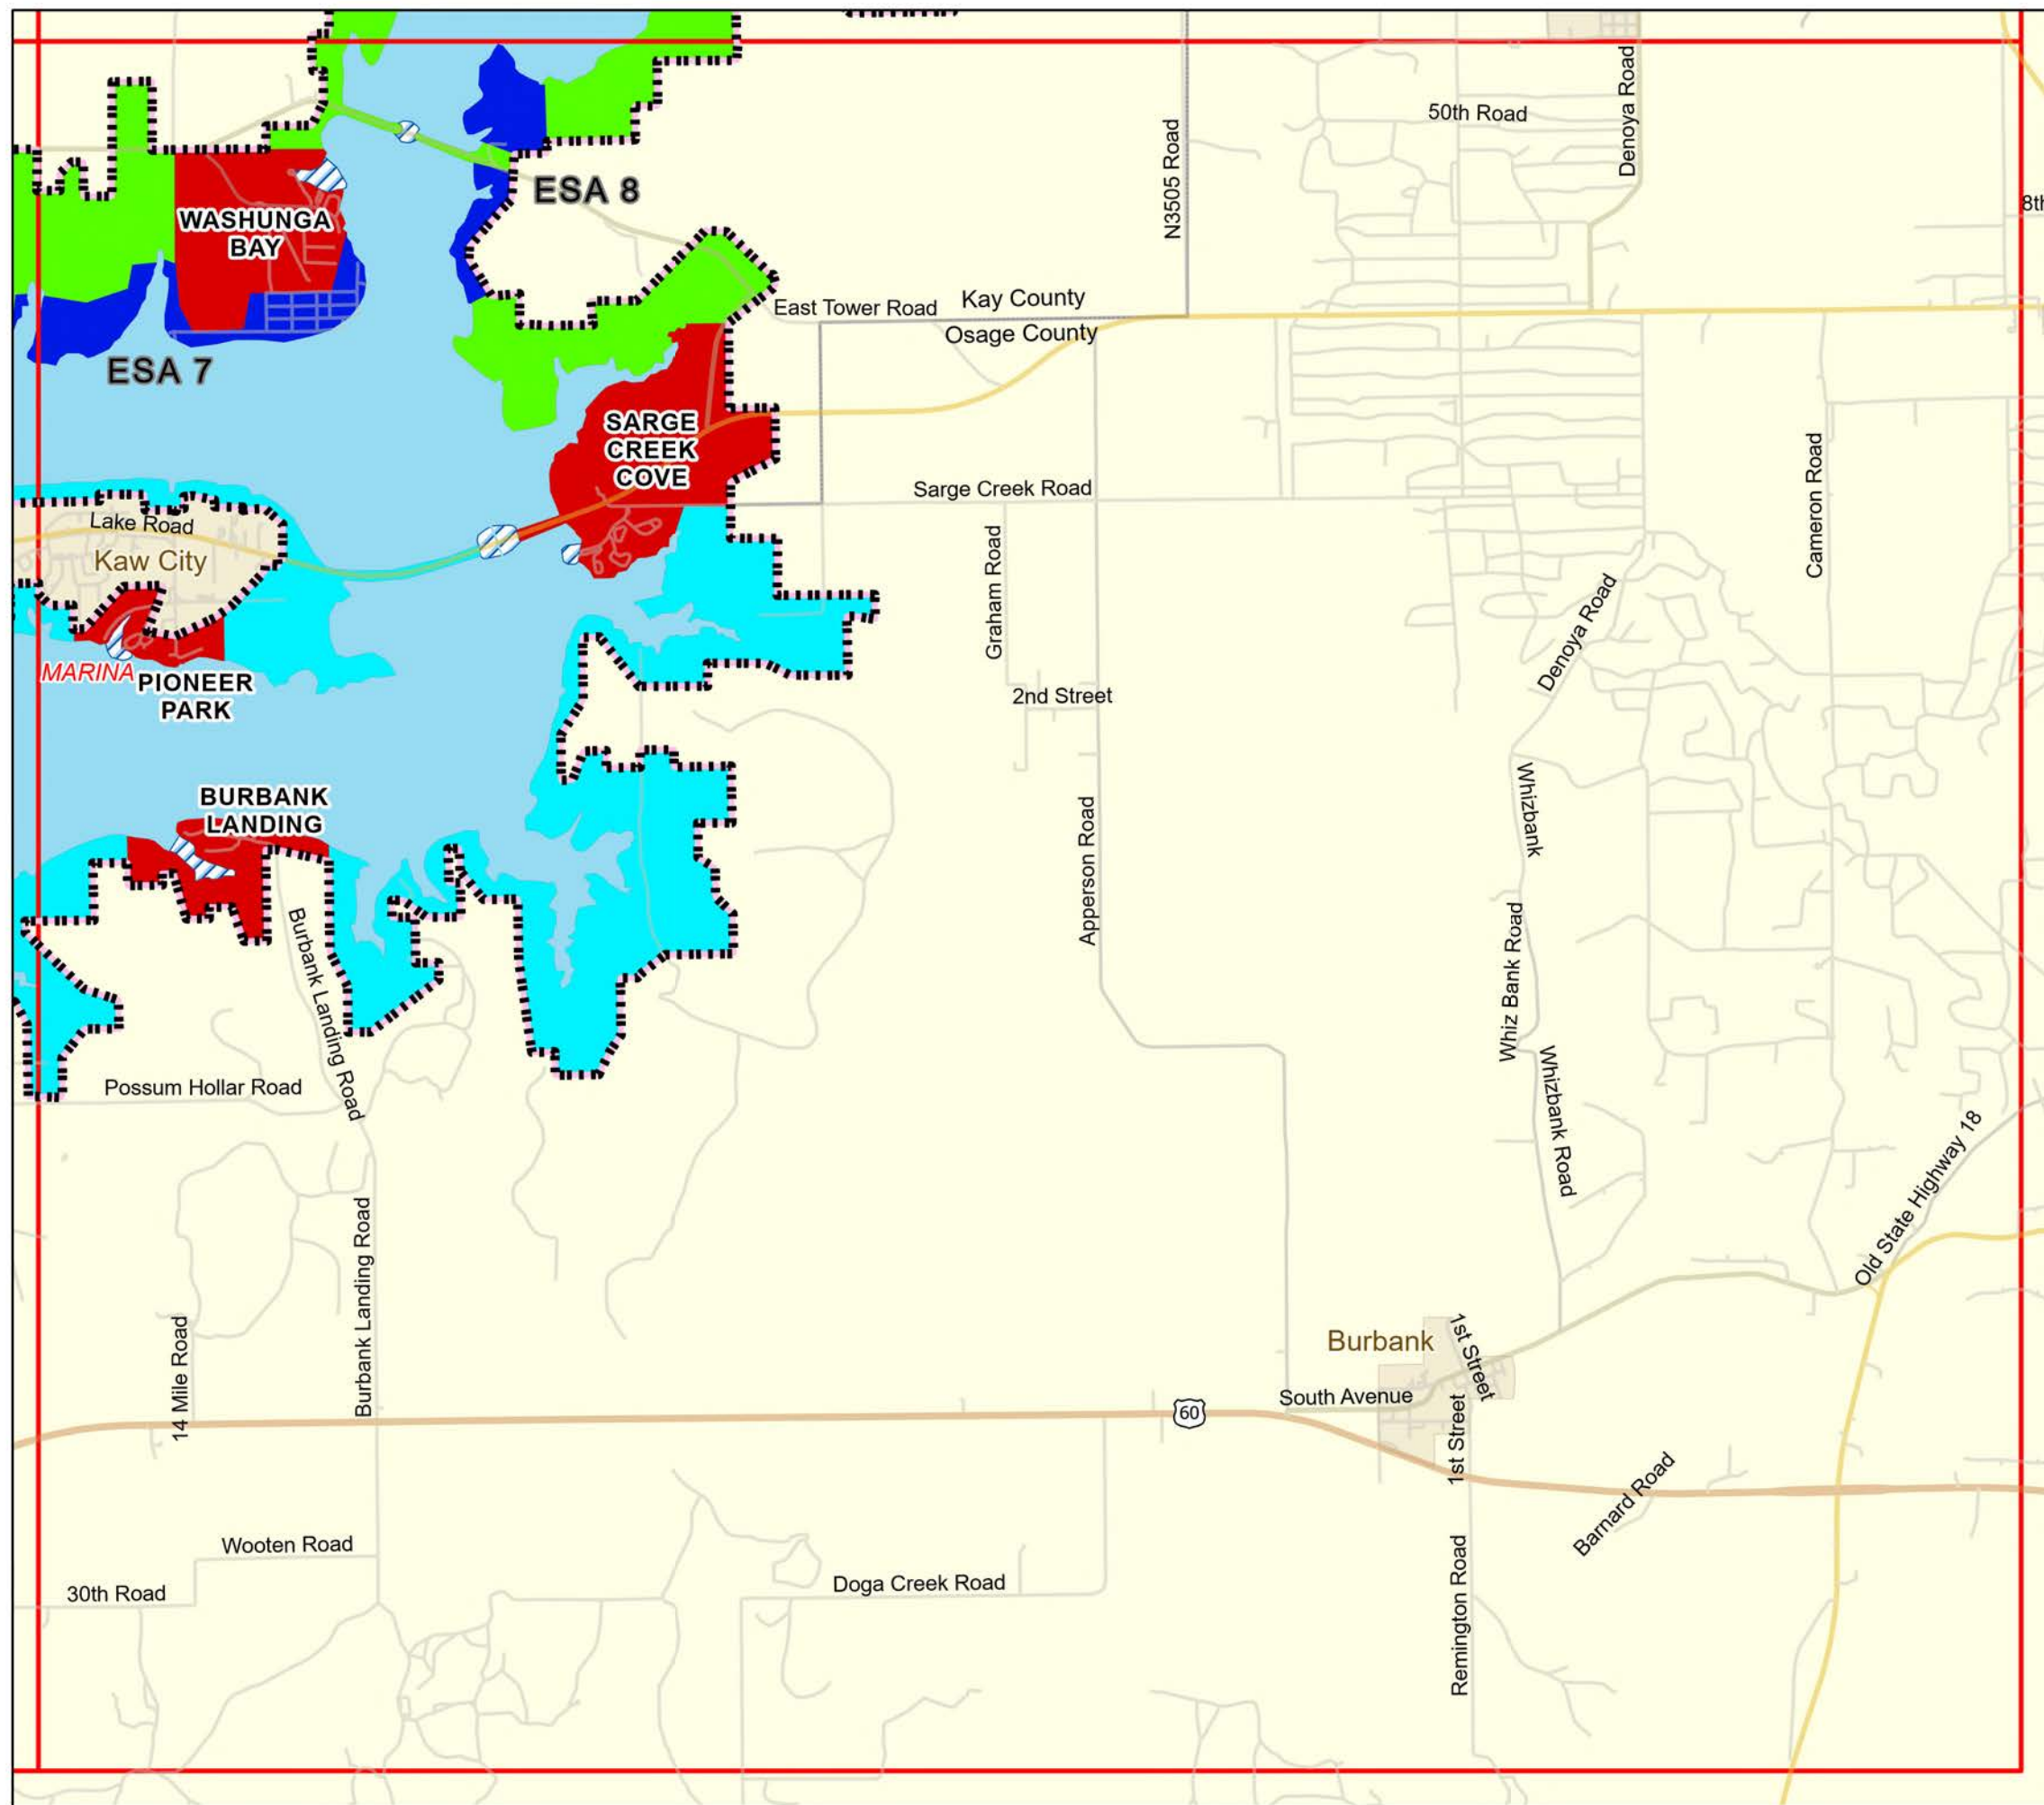 50th Road
Denoya Road
N3505 Road
ESA 8
WASHUNGA
BAY
8th
East Tower Road
Kay County
Osage County
ESA 7
SARGE
CREEK
COVE
Sarge Creek Road
Cameron Road
Lake Road
Kaw City
Graham Road
Denoya Road
MARINA
PIONEER
PARK
2nd Street
Whizbank
BURBANK
LANDING
Apperson Road
Whiz Bank Road
Burbank Landing Road
Possum Hollar Road
Whizbank Road
Old State Highway 18
Burbank Landing Road
14 Mile Road
Burbank
1st Street
South Avenue
60
1st Street
Barnard Road
Wooten Road
30th Road
Doga Creek Road
Remington Road